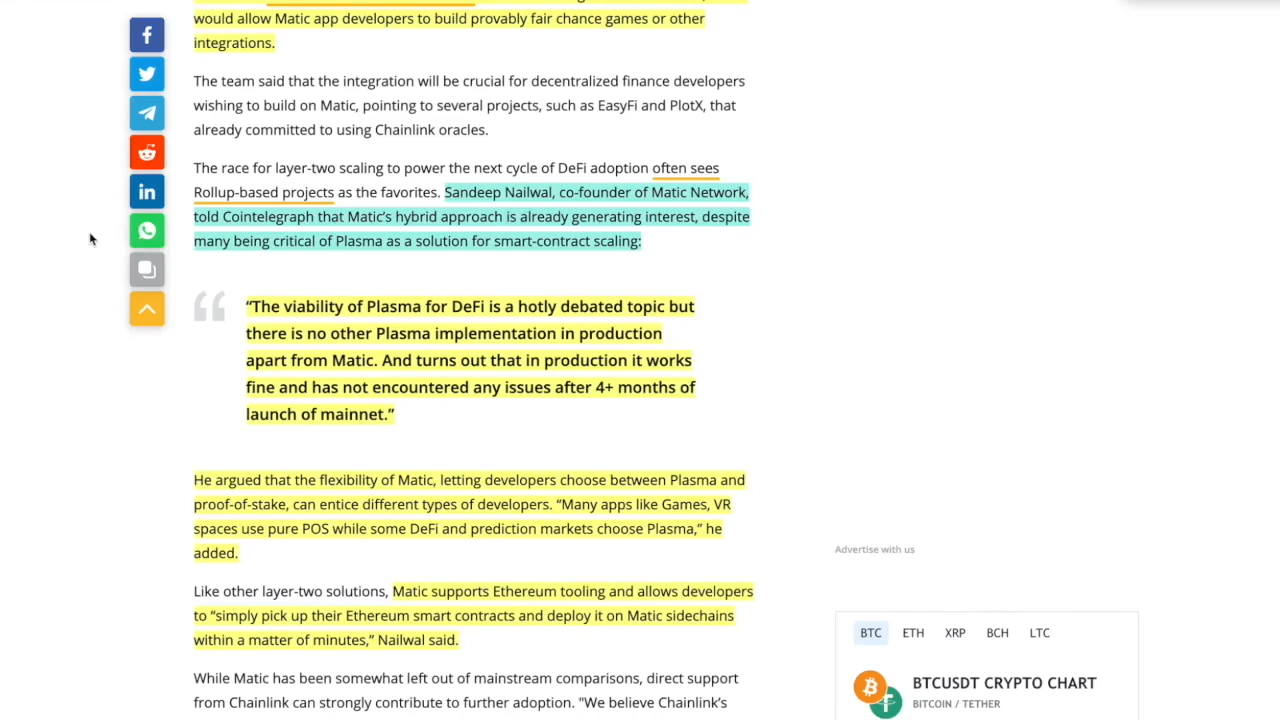 would allow Matic app developers to build provably fair chance games or other
integrations.
The team said that the integration will be crucial for decentralized finance developers
wishing to build on Matic, pointing to several projects, such as EasyFi and PlotX, that
already committed to using Chainlink oracles.
The race for layer-two scaling to power the next cycle of DeFi adoption often sees
Rollup-based projects as the favorites. Sandeep Nailwal, co-founder of Matic Network,
told Cointelegraph that Matic’s hybrid approach is already generating interest, despite
many being critical of Plasma as a solution for smart-contract scaling:
“The viability of Plasma for DeFi is a hotly debated topic but
there is no other Plasma implementation in production
apart from Matic. And turns out that in production it works
fine and has not encountered any issues after 4+ months of
launch of mainnet.”
He argued that the flexibility of Matic, letting developers choose between Plasma and
proof-of-stake, can entice different types of developers. “Many apps like Games, VR
spaces use pure POS while some DeFi and prediction markets choose Plasma,” he
added.
Like other layer-two solutions, Matic supports Ethereum tooling and allows developers
to “simply pick up their Ethereum smart contracts and deploy it on Matic sidechains
within a matter of minutes,” Nailwal said.
While Matic has been somewhat left out of mainstream comparisons, direct support
from Chainlink can strongly contribute to further adoption. "We believe Chainlink’s
Advertise with us
BTC ETH XRP BCH LTC
BTCUSDT CRYPTO CHART
BITCOIN / TETHER